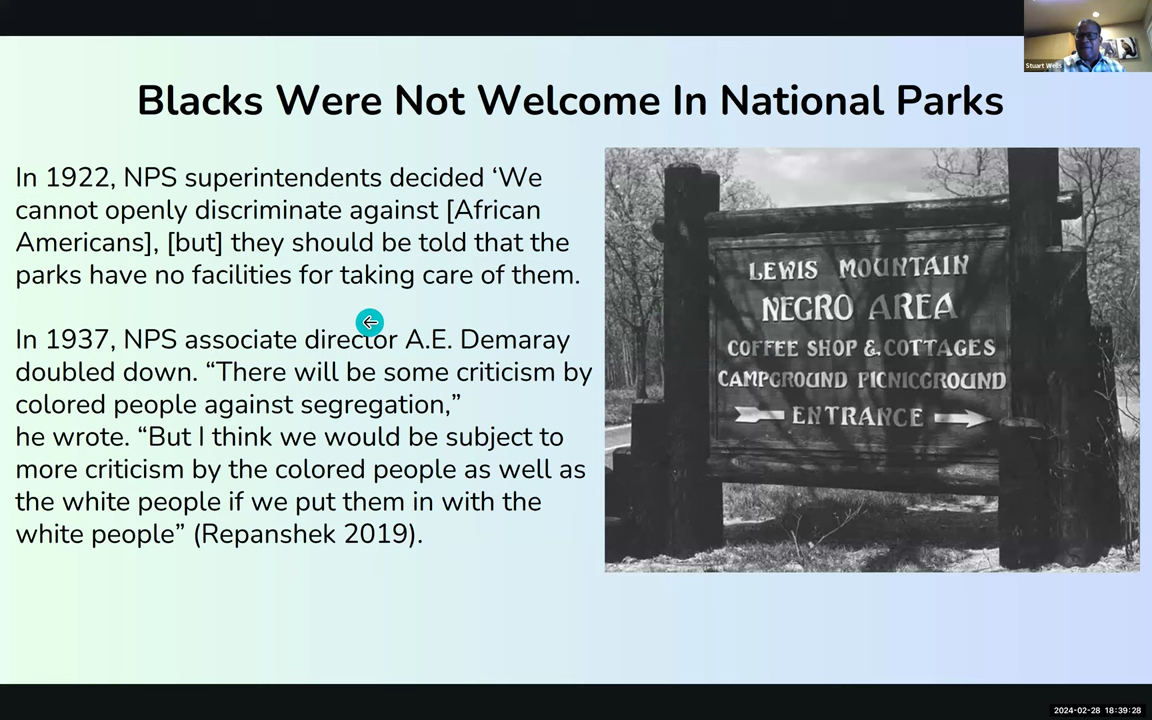 Stuart Wells
Blacks Were Not Welcome In National Parks
In 1922, NPS superintendents decided ‘We
cannot openly discriminate against [African
Americans], [but] they should be told that the
parks have no facilities for taking care of them.
In 1937, NPS associate director A.E. Demaray
doubled down. “There will be some criticism by
colored people against segregation,”
he wrote. “But I think we would be subject to
more criticism by the colored people as well as
the white people if we put them in with the
white people” (Repanshek 2019).
LEWIS MOUNTAIN
NEGRO AREA
COFFEE SHOP & COTTAGES
CAMPGROUND PICNICGROUND
ENTRANCE
2024-02-28 18:39:28